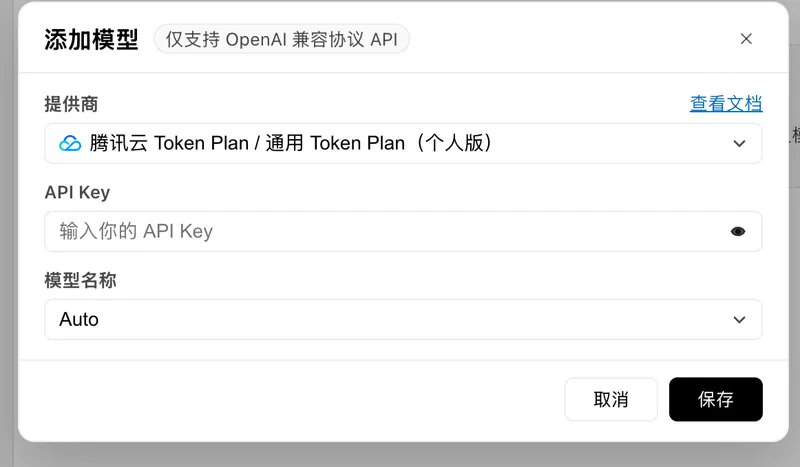 添加模型 仅支持 OpenAI 兼容协议 API
提供商 查看文档
腾讯云 Token Plan / 通用 Token Plan（个人版）
API Key
输入你的 API Key
模型名称
Auto
取消 保存